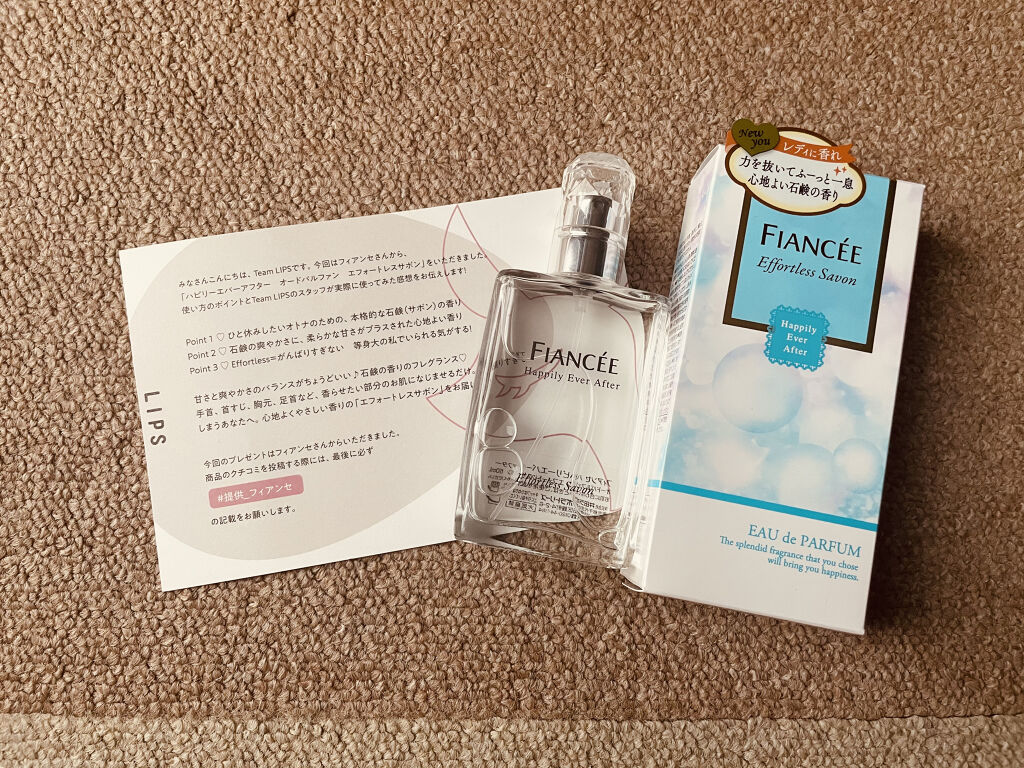 みなさんこんにちは、Team LIPSです。今回はフィアンセさんから、
「ハピリーエバーアフター　オードパルファン　エフォートレスサボン」をいただきました。
使い方のポイントとTeam LIPSのスタッフが実際に使ってみた感想をお伝えします!
Point 1 ♡ ひと休みしたいオトナのための、本格的な石鹸(サボン)の香り
Point 2 ♡ 石鹸の爽やかさに、柔らかな甘さがプラスされた心地よい香り
Point 3 ♡ Effortless=がんばりすぎない　等身大の私でいられる気がする!
甘さと爽やかさのバランスがちょうどいい♪石鹸の香りのフレグランス♡
手首、首すじ、胸元、足首など、香らせたい部分のお肌になじませるだけ。
しまうあなたへ。心地よくやさしい香りの「エフォートレスサボン」をお届い
今回のプレゼントはフィアンセさんからいただきました。
商品のクチコミを投稿する際には、最後に必ず
#提供_フィアンセ
の記載をお願いします。
LIPS
FIANCÉE
Happily Ever After
Effortless Savon
New you
レディに香れ
力を抜いてふーっと一息
心地よい石鹸の香り
FIANCÉE
Effortless Savon
Happily
Ever
After
EAU de PARFUM
The splendid fragrance that you chose
will bring you happiness.